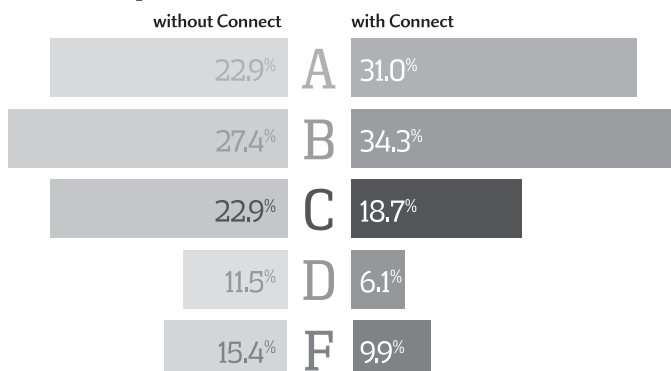 without Connect with Connect
22.9% A 31.0%
27.4% B 34.3%
22.9% C 18.7%
11.5% D 6.1%
15.4% F 9.9%